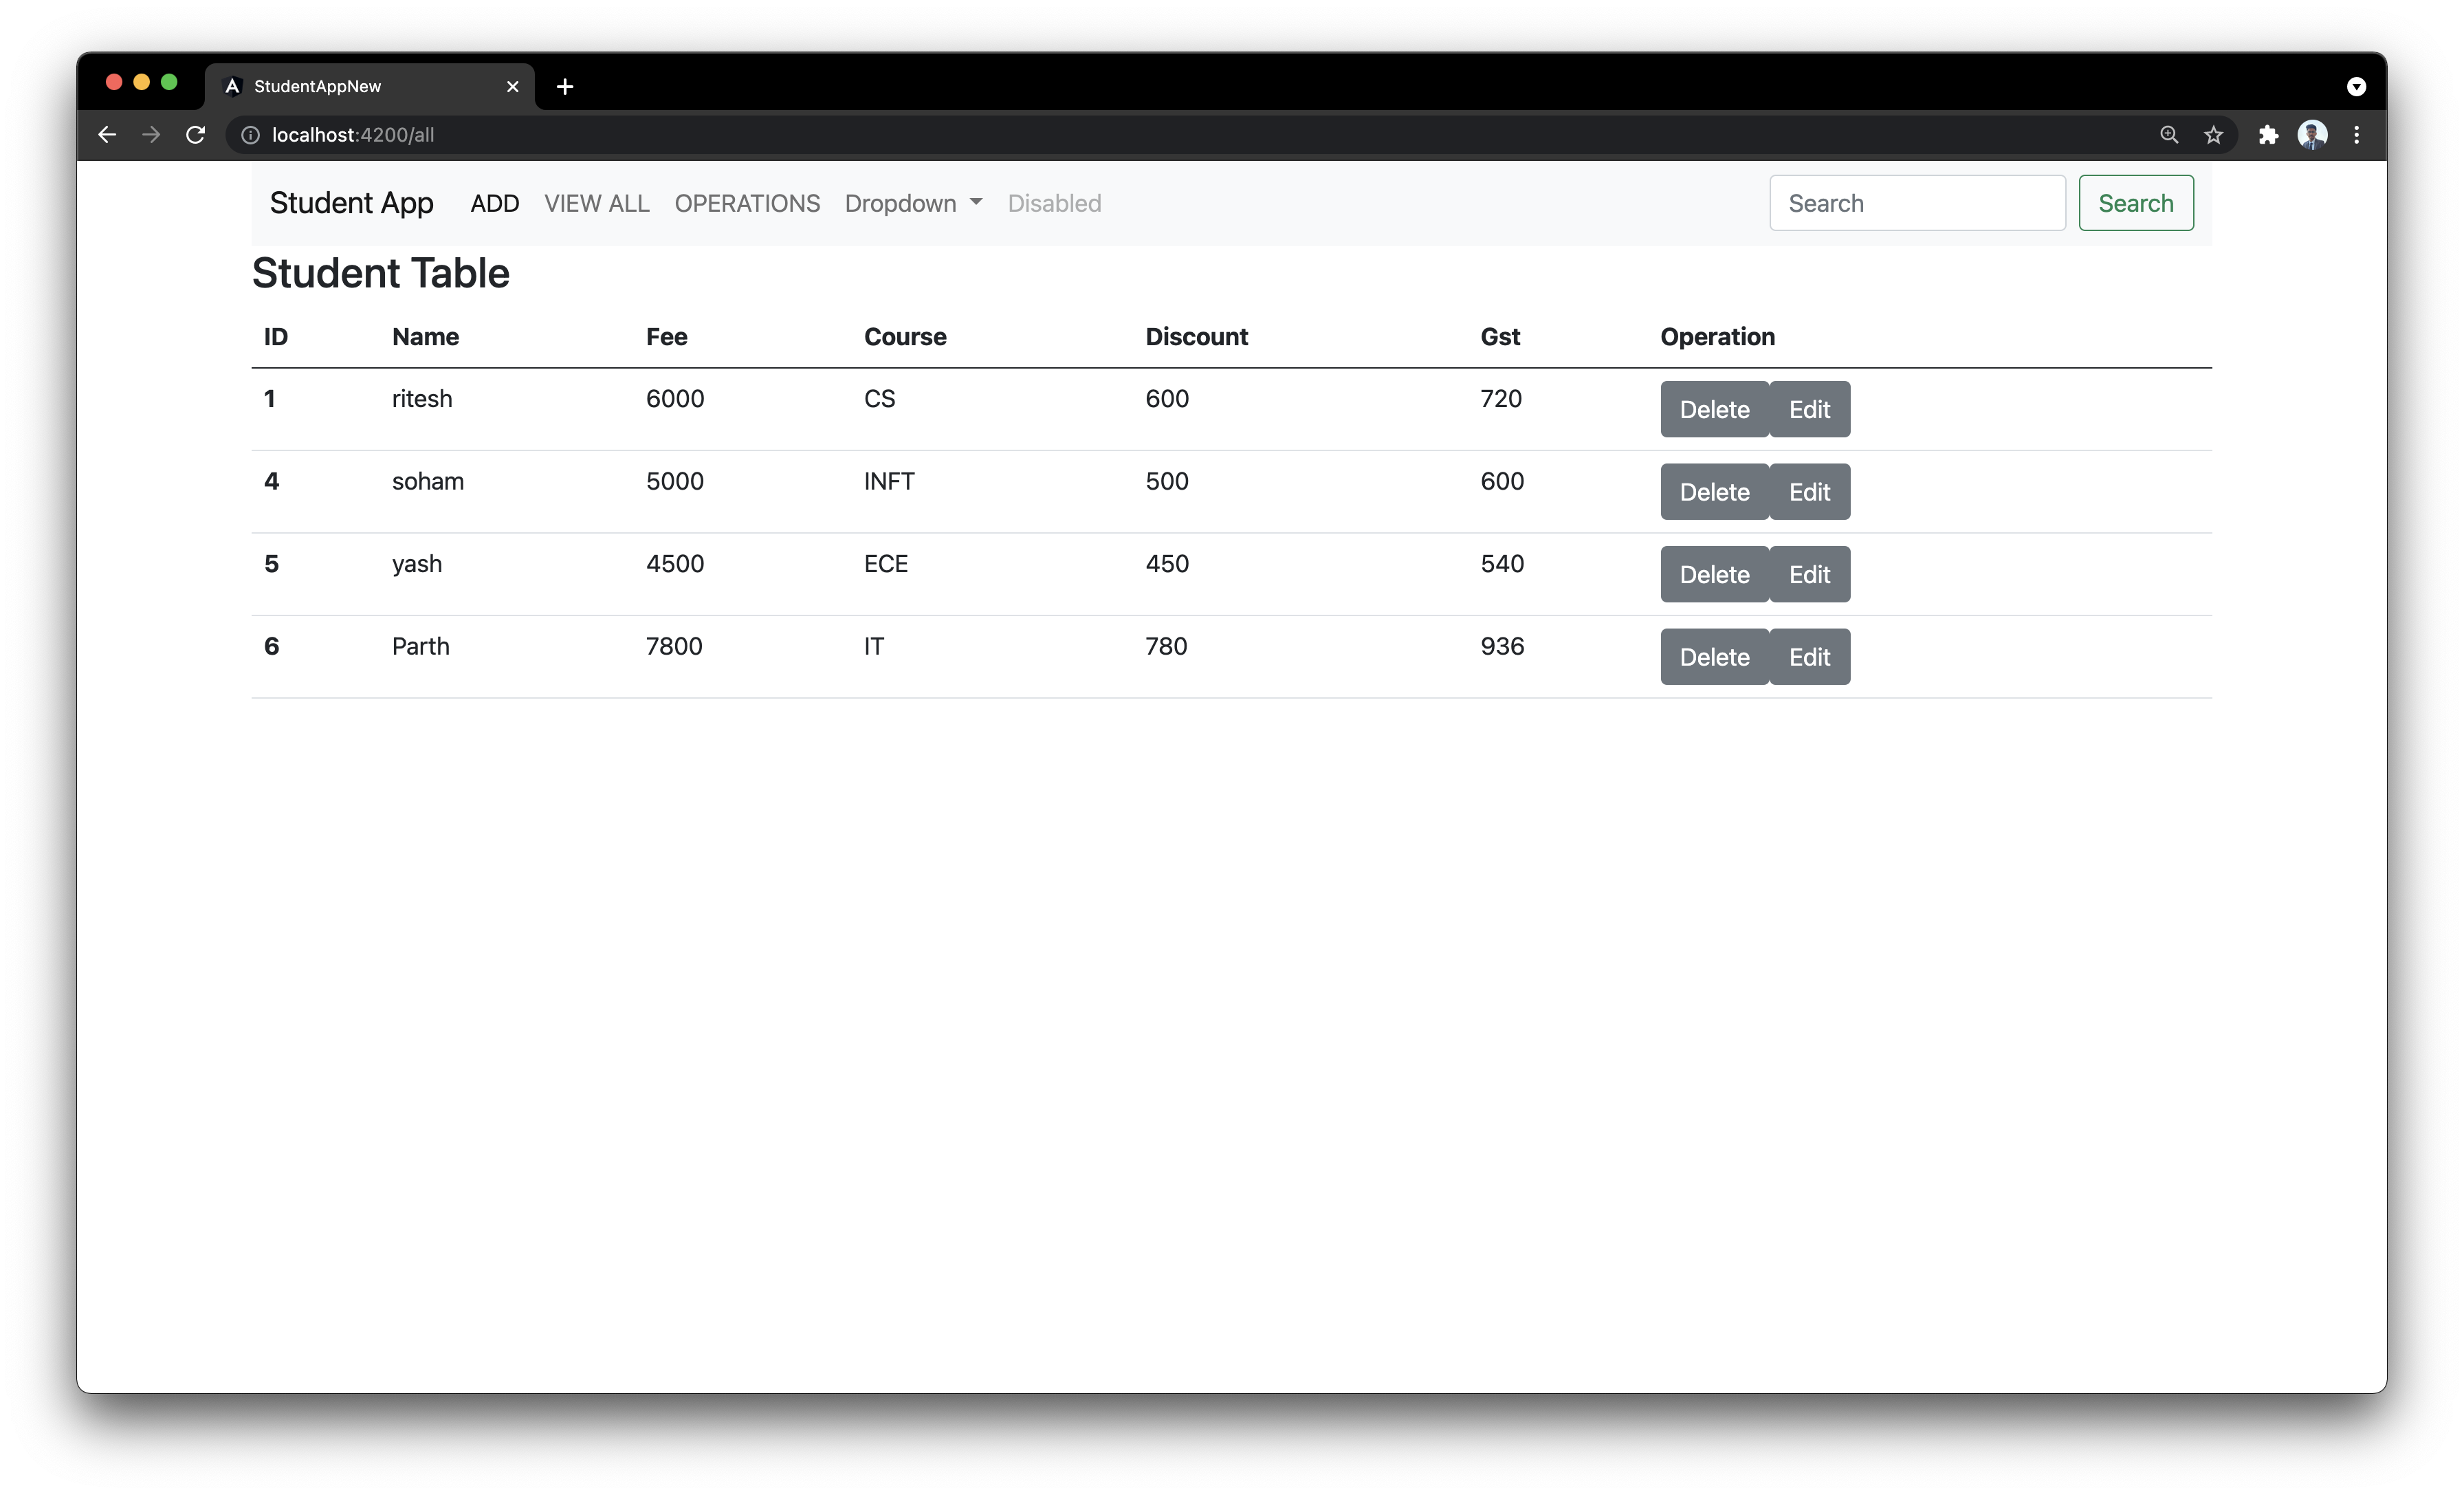 StudentAppNew
localhost:4200/all
Student App ADD VIEW ALL OPERATIONS Dropdown Disabled Search Search
Student Table
ID Name Fee Course Discount Gst Operation
1 ritesh 6000 CS 600 720 Delete Edit
4 soham 5000 INFT 500 600 Delete Edit
5 yash 4500 ECE 450 540 Delete Edit
6 Parth 7800 IT 780 936 Delete Edit